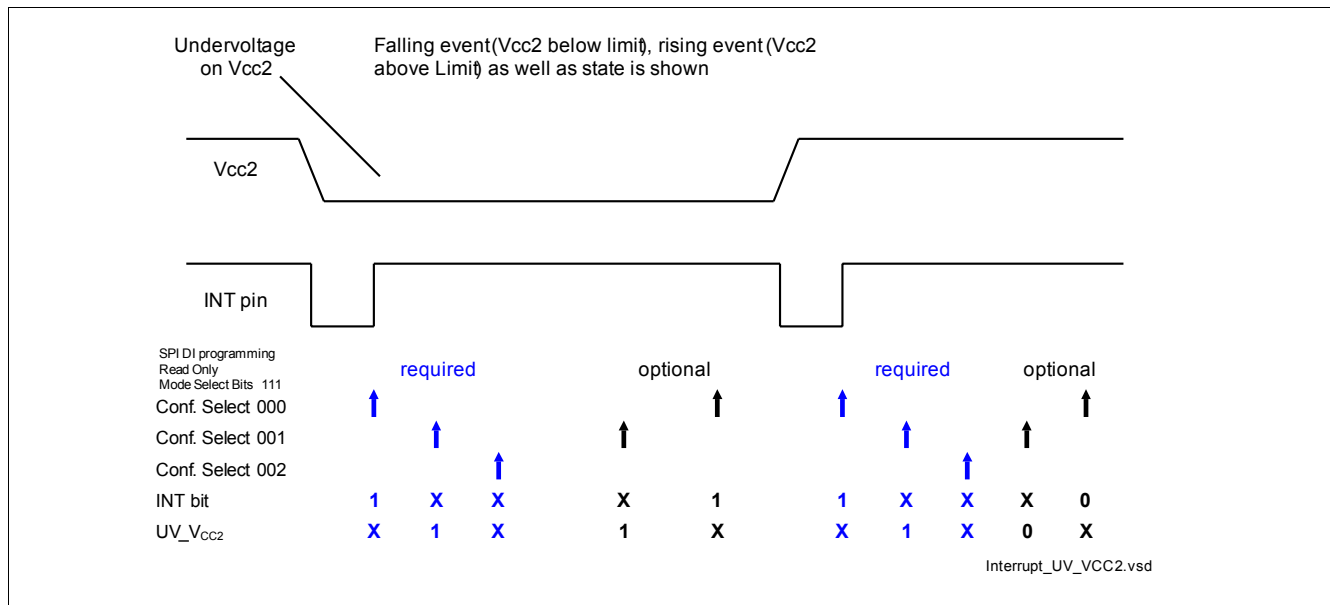 Undervoltage
on Vcc2
Falling event(Vcc2 below limit), rising event(Vcc2
above Limit) as well as state is shown
Vcc2
INT pin
SPI DI programming
Read Only
Mode Select Bits 111
required optional required optional
Conf. Select 000
Conf. Select 001
Conf. Select 002
INT bit 1 X X X 1 1 X X X 0
UV_VCC2 X 1 X 1 X X 1 X 0 X
Interrupt_UV_VCC2.vsd